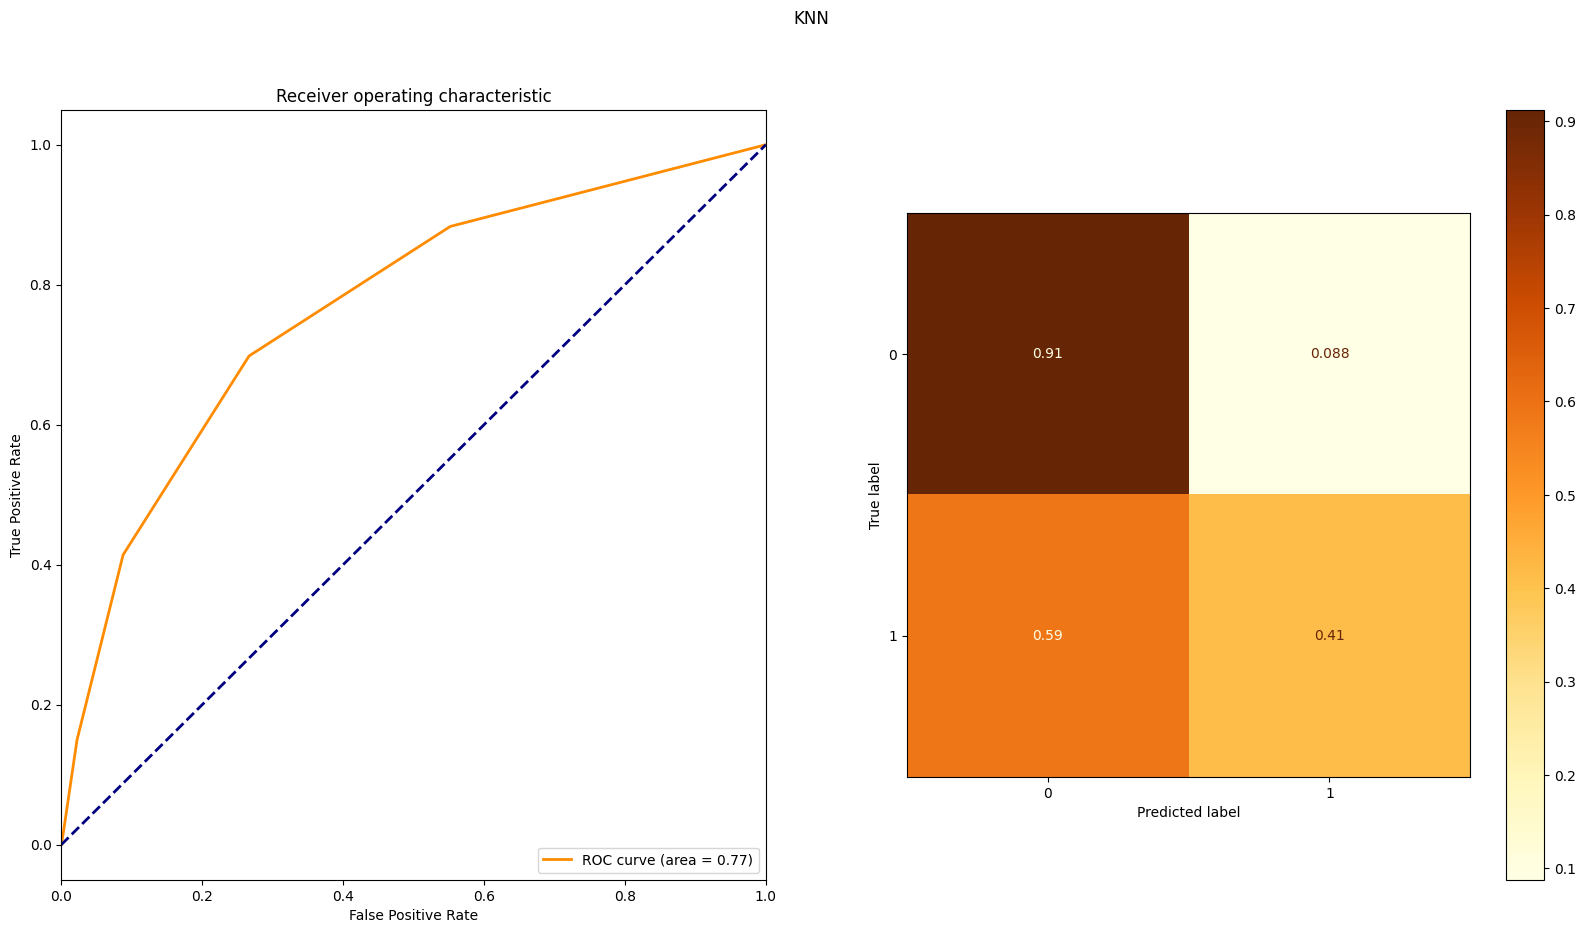 KNN
Receiver operating characteristic
1.0
0.8
0.6
0.4
0.2
0.0
True Positive Rate
0.0 0.2 0.4 0.6 0.8 1.0
False Positive Rate
ROC curve (area = 0.77)
True label
0
1
0.91 0.088
0.59 0.41
0 1
Predicted label
0.9
0.8
0.7
0.6
0.5
0.4
0.3
0.2
0.1